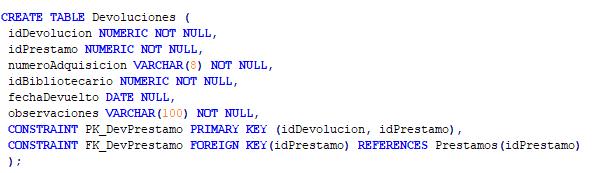 CREATE TABLE Devoluciones (
idDevolucion NUMERIC NOT NULL,
idPrestamo NUMERIC NOT NULL,
numeroAdquisicion VARCHAR(8) NOT NULL,
idBibliotecario NUMERIC NOT NULL,
fechaDevuelto DATE NULL,
observaciones VARCHAR(100) NOT NULL,
CONSTRAINT PK_DevPrestamo PRIMARY KEY (idDevolucion, idPrestamo),
CONSTRAINT FK_DevPrestamo FOREIGN KEY(idPrestamo) REFERENCES Prestamos(idPrestamo)
);